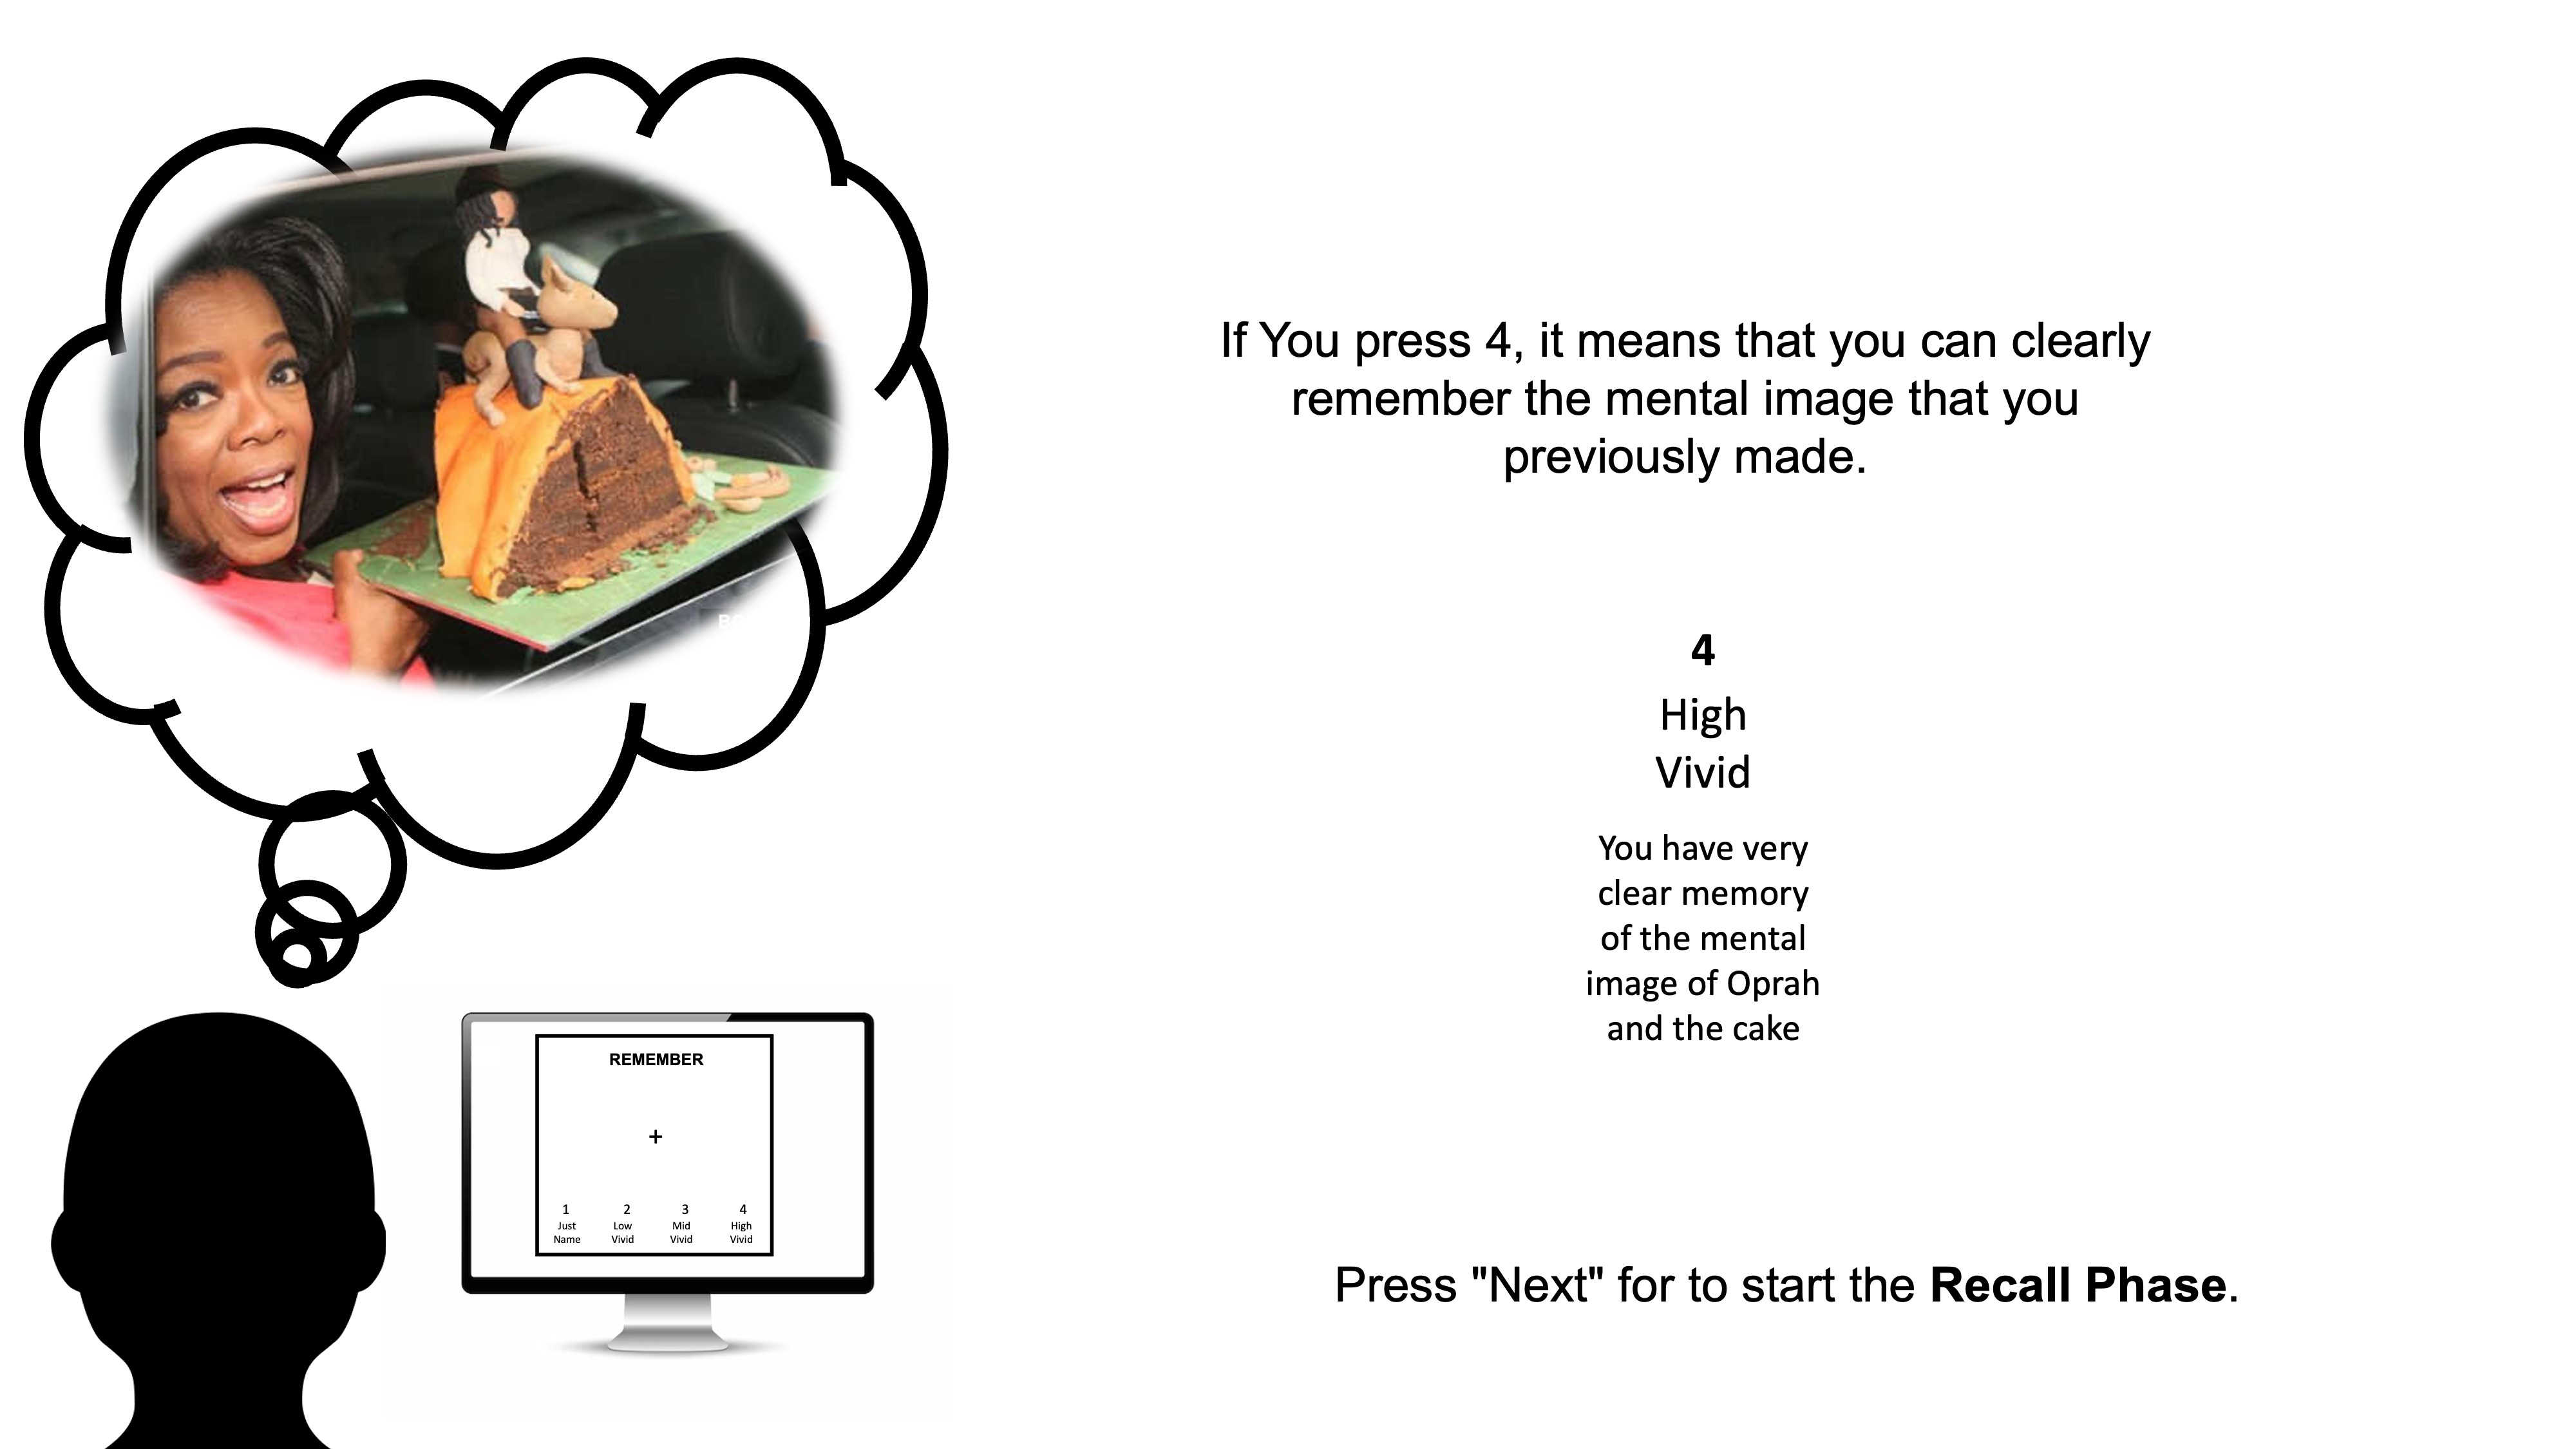 If You press 4, it means that you can clearly
remember the mental image that you
previously made.
4
High
Vivid
You have very
clear memory
of the mental
image of Oprah
and the cake
REMEMBER
+
1 2 3 4
Just Low Mid High
Name Vivid Vivid Vivid
Press "Next" for to start the Recall Phase.